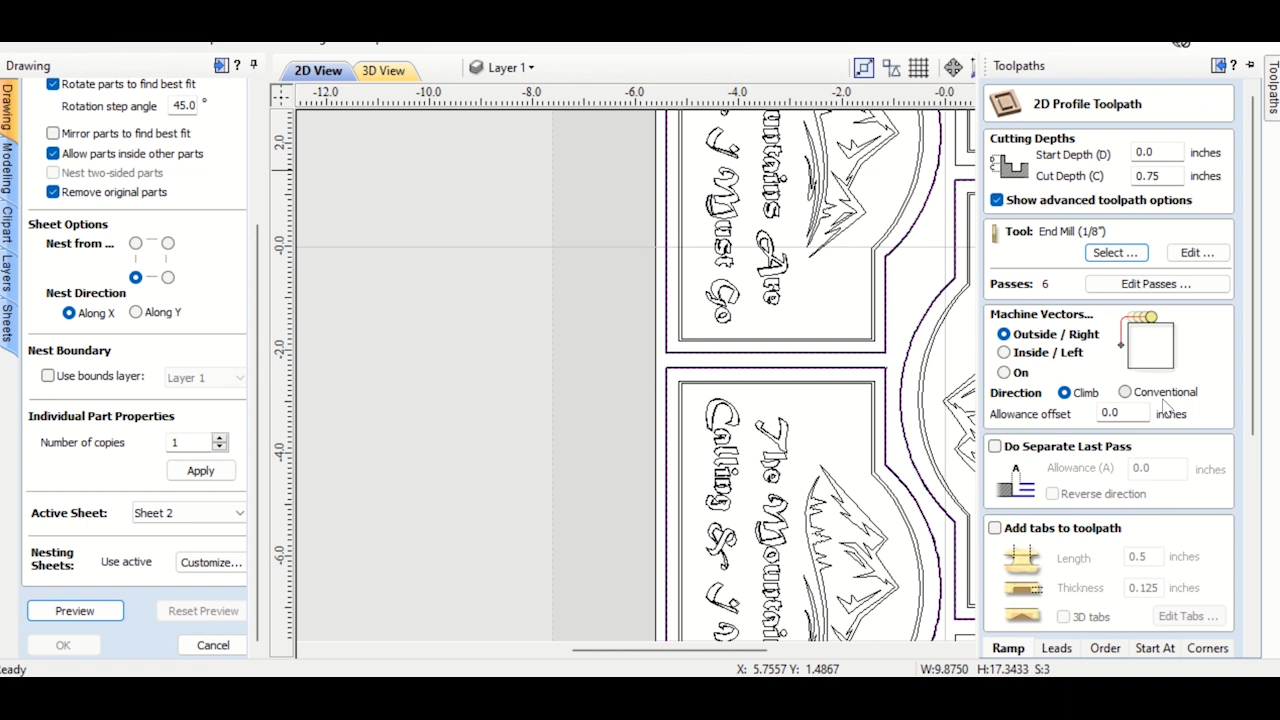 Drawing
?
Rotate parts to find best fit
Rotation step angle 45.0 °
Mirror parts to find best fit
Allow parts inside other parts
Nest two-sided parts
Remove original parts
Sheet Options
Nest from ...
Nest Direction
Along X Along Y
Nest Boundary
Use bounds layer: Layer 1
Individual Part Properties
Number of copies 1
Apply
Active Sheet: Sheet 2
Nesting
Sheets: Use active Customize...
Preview Reset Preview
OK Cancel
eady
Drawing
Modeling
Clipart
Layers
Sheets
2D View 3D View Layer 1
-12.0 -10.0 -8.0 -6.0 -4.0 -2.0 -0.0
2.0
0.0
-2.0
-4.0
-6.0
untains Are
y Must Go
The Mountain
Calling & y M
X: 5.7557 Y: 1.4867 W:9.8750 H:17.3433 S:3
Toolpaths
?
2D Profile Toolpath
Cutting Depths
Start Depth (D) 0.0 inches
Cut Depth (C) 0.75 inches
Show advanced toolpath options
Tool: End Mill (1/8")
Select ... Edit ...
Passes: 6 Edit Passes ...
Machine Vectors...
Outside / Right
Inside / Left
On
Direction Climb Conventional
Allowance offset 0.0 inches
Do Separate Last Pass
A Allowance (A) 0.0 inches
Reverse direction
Add tabs to toolpath
Length 0.5 inches
Thickness 0.125 inches
3D tabs Edit Tabs ...
Ramp Leads Order Start At Corners
Toolpaths